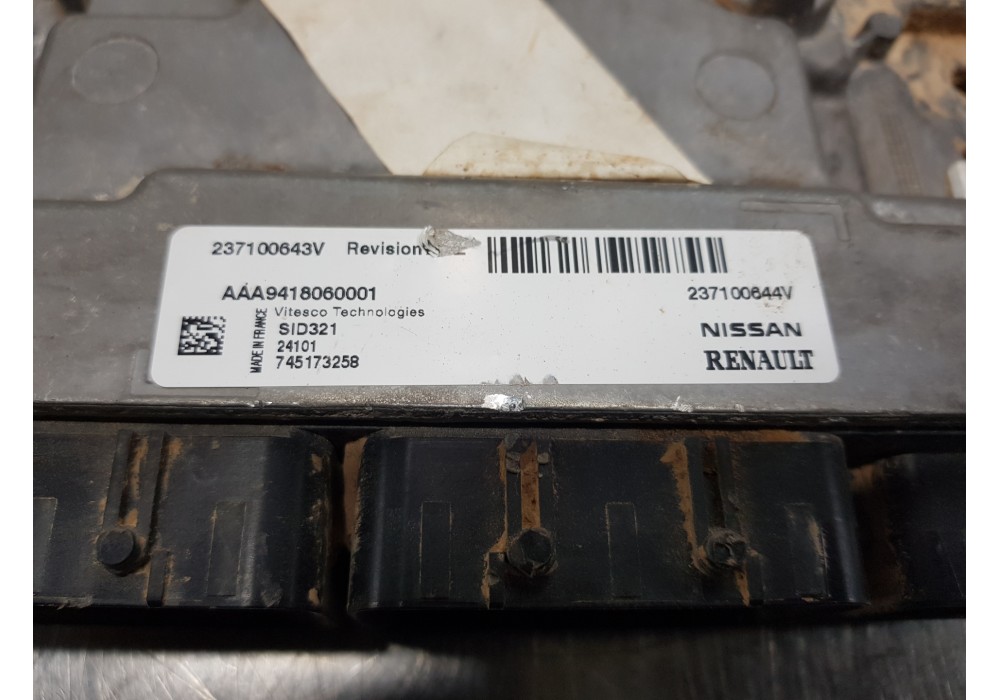 237100643V Revision
AAA9418060001
237100644V
Vitesco Technologies
MADE IN FRANCE
SID321
24101
745173258
NISSAN
RENAULT